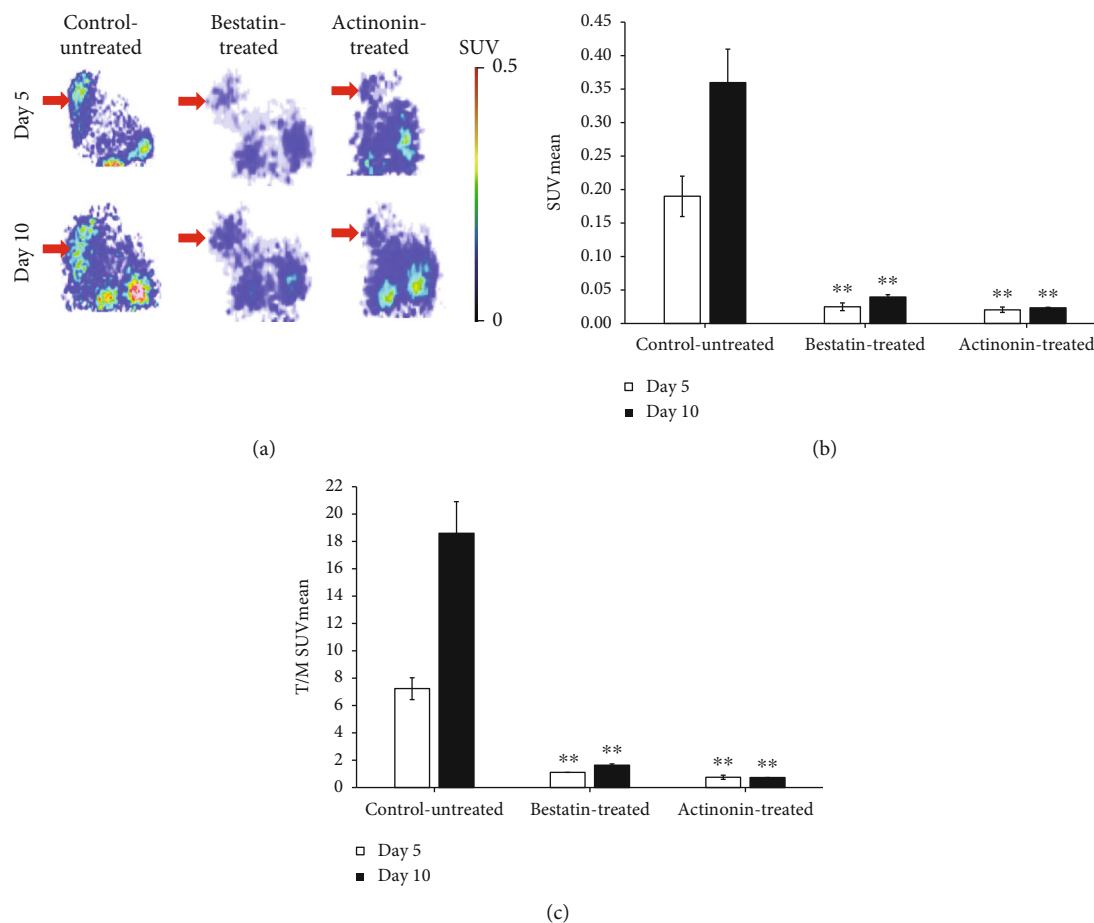 Control-
untreated
Bestatin-
treated
Actinonin-
treated
SUV
0.5
0
Day 5
Day 10
(a)
SUVmean
0.45
0.40
0.35
0.30
0.25
0.20
0.15
0.10
0.05
0.00
** **
** **
Control-untreated Bestatin-treated Actinonin-treated
Day 5
Day 10
(b)
T/M SUVmean
22
20
18
16
14
12
10
8
6
4
2
0
** **
** **
Control-untreated Bestatin-treated Actinonin-treated
Day 5
Day 10
(c)